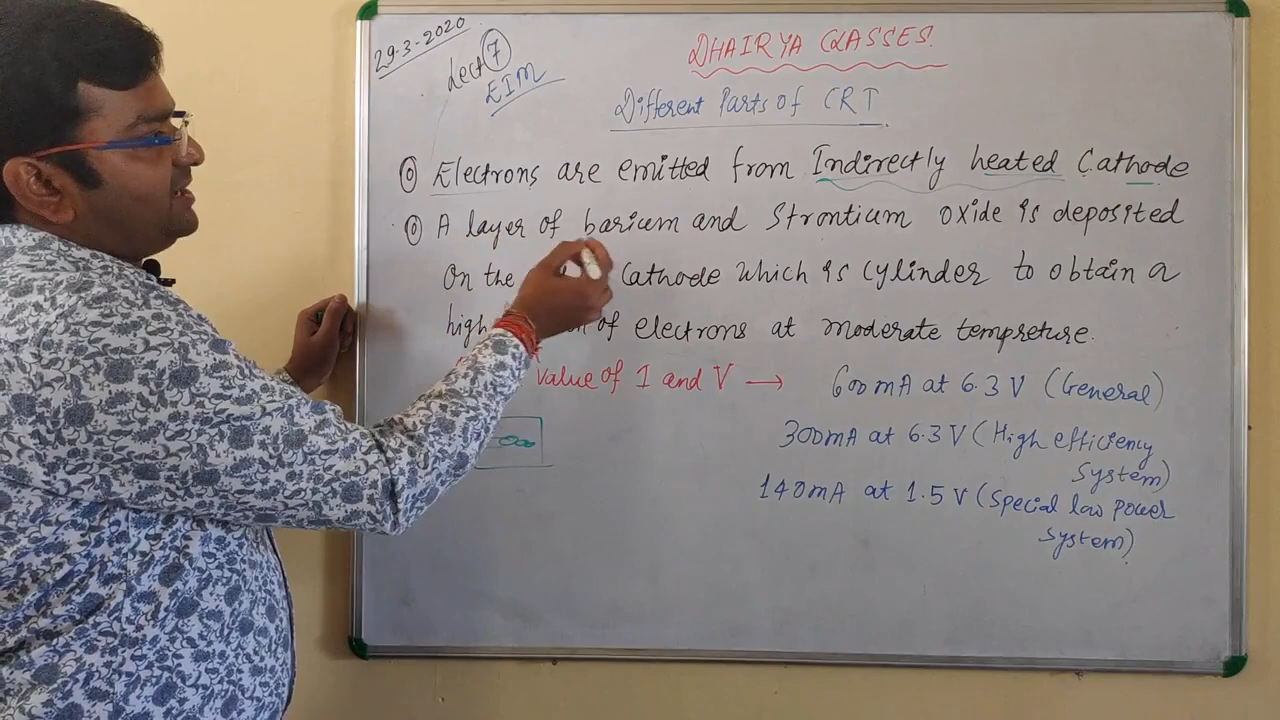 29-3-2020
Lect 7
EIM
DHAIRYA CLASSES.
Different Parts of CRT
Electrons are emitted from Indirectly heated Cathode
A layer of barium and Strontium oxide is deposited
On the Cathode which is Cylinder to obtain a
high of electrons at moderate tempreture.
value of I and V → 600mA at 6.3 V (General)
300mA at 6.3 V (High efficiency
System)
140mA at 1.5 V (Special low power
System)